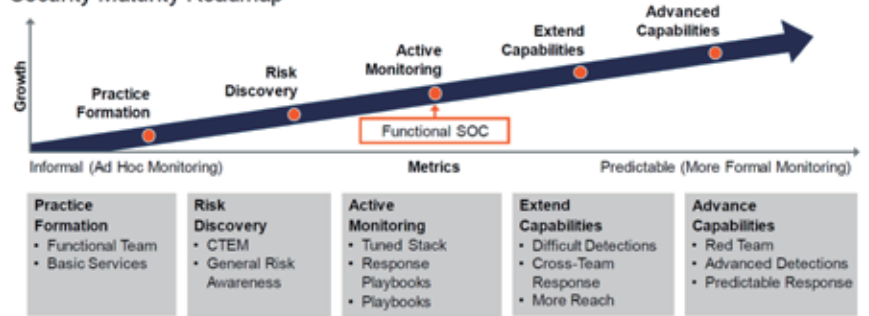 Security Maturity Roadmap
Advanced
Capabilities
Extend
Capabilities
Active
Monitoring
Risk
Discovery
Practice
Formation
Growth
Functional SOC
Informal (Ad Hoc Monitoring)
Metrics
Predictable (More Formal Monitoring)
Practice
Formation
• Functional Team
• Basic Services
Risk
Discovery
• CTEM
• General Risk
Awareness
Active
Monitoring
• Tuned Stack
• Response
Playbooks
• Playbooks
Extend
Capabilities
• Difficult Detections
• Cross-Team
Response
• More Reach
Advance
Capabilities
• Red Team
• Advanced Detections
• Predictable Response